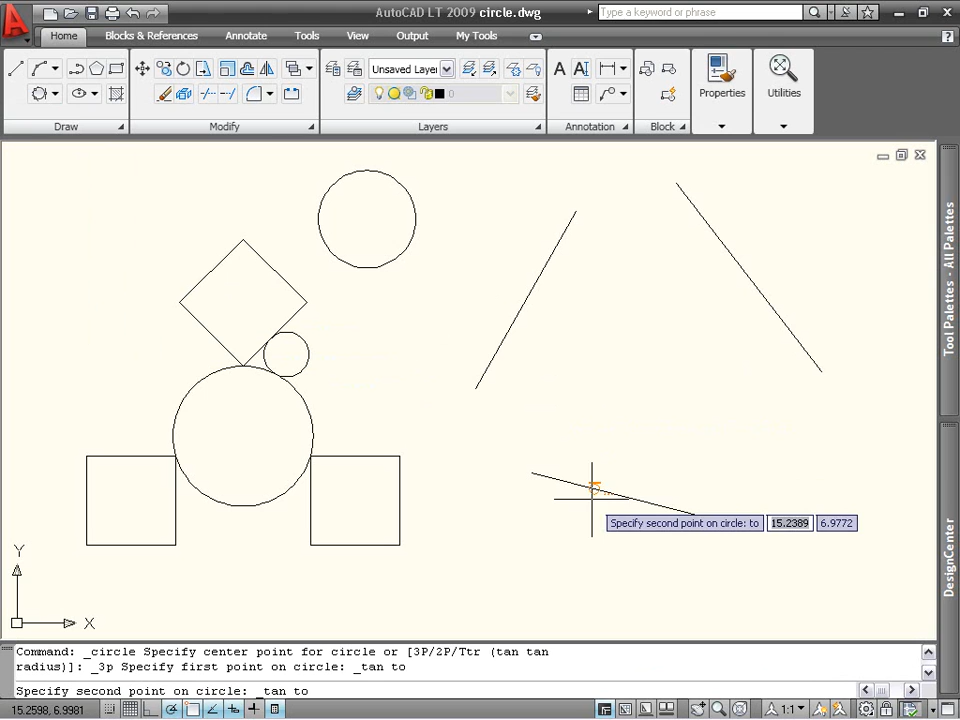 AutoCAD LT 2009 circle.dwg
Type a keyword or phrase
Home
Blocks & References
Annotate
Tools
View
Output
My Tools
Unsaved Layer
0
Properties
Utilities
Draw
Modify
Layers
Annotation
Block
Tool Palettes - All Palettes
DesignCenter
Specify second point on circle: to 15.2389 6.9772
Y
X
Command: _circle Specify center point for circle or [3P/2P/Ttr (tan tan
radius)]: _3p Specify first point on circle: _tan to
Specify second point on circle: _tan to
15.2598, 6.9981
1:1